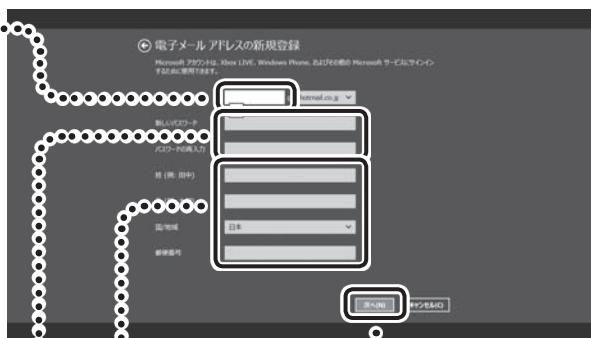 電子メール アドレスの新規登録
Microsoft アカウントは、Xbox LIVE、Windows Phone、およびその他の Microsoft サービスにサインイン
するために使用できます。
hotmail.co.jp
新しいパスワード
パスワードの再入力
姓 (例: 田中)
国/地域
日本
郵便番号
次へ(N)
キャンセル(C)